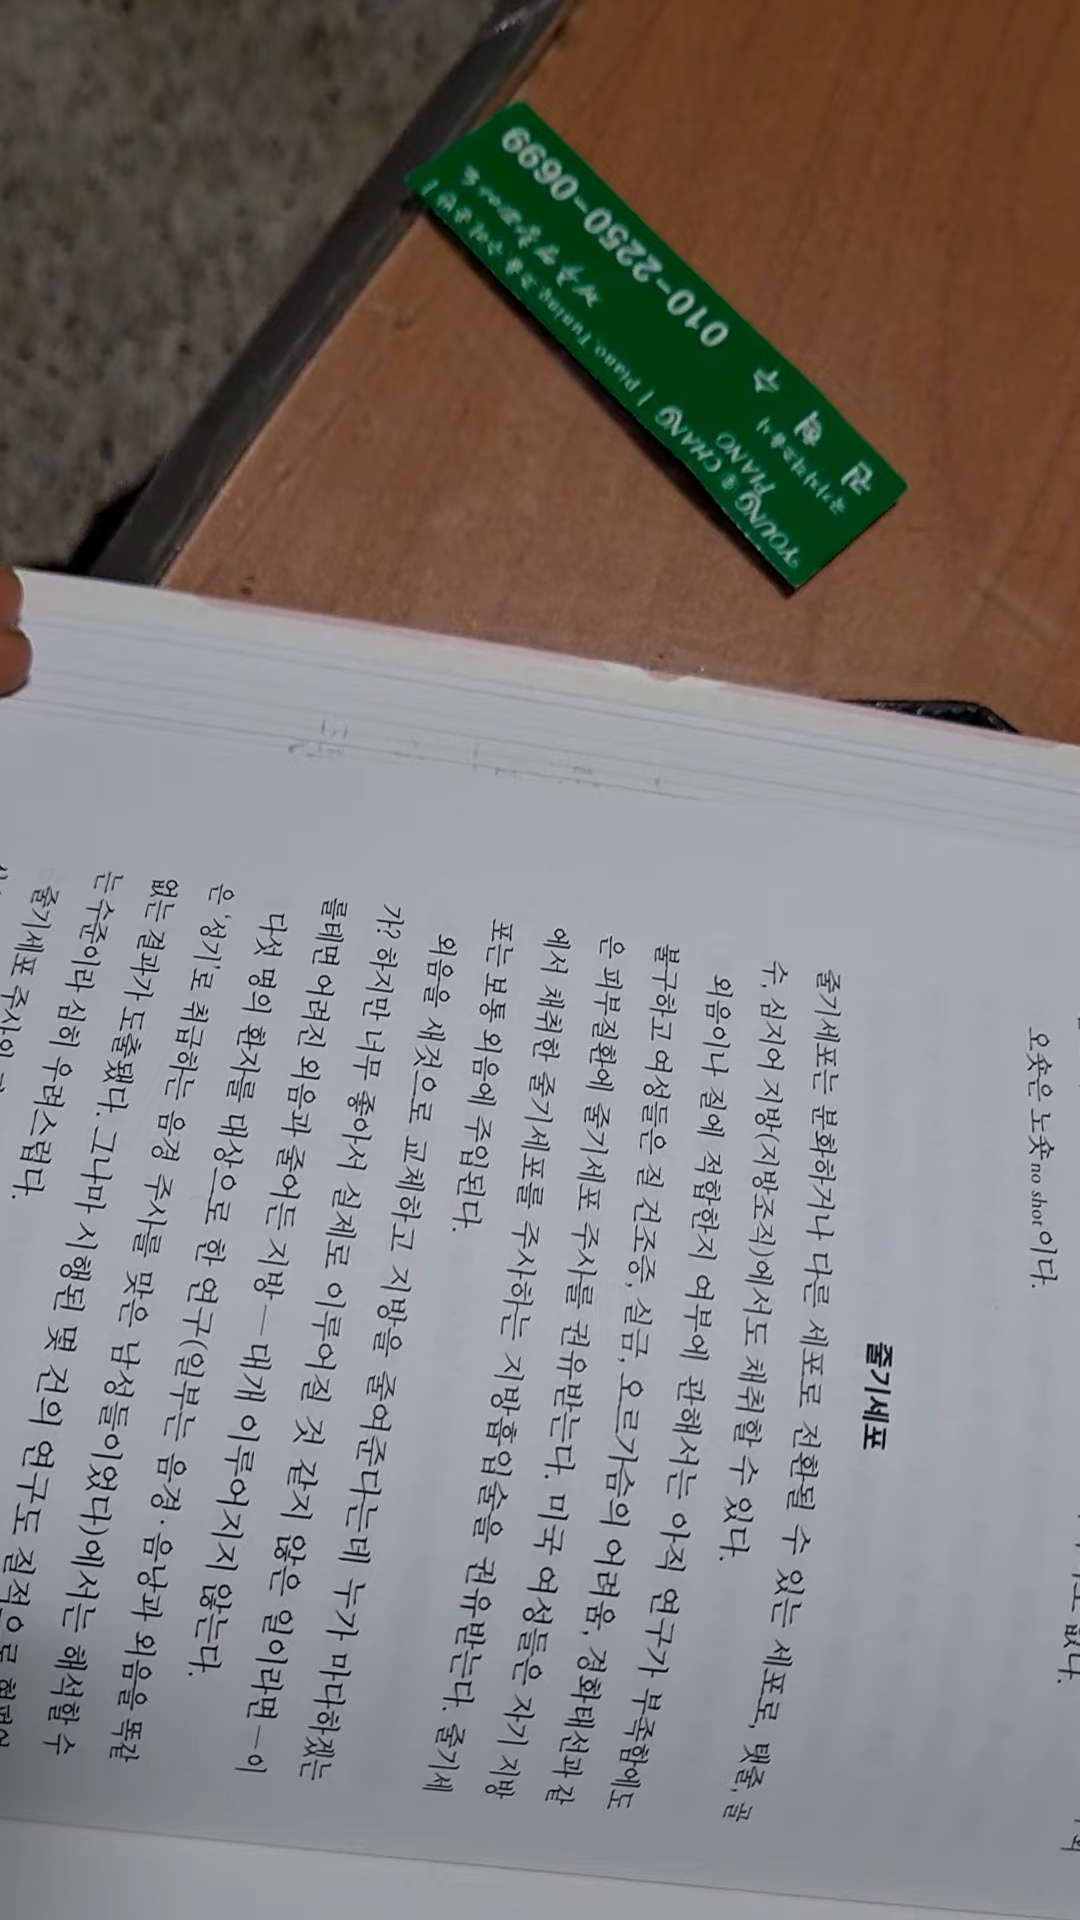 010-2250-0699
YOUNG CHANG
PIANO
Piano Tuning
오숏은 노숏no shot이다.
줄기세포
줄기세포는 분화하거나 다른 세포로 전환될 수 있는 세포로, 탯줄, 골
수, 심지어 지방(지방조직)에서도 채취할 수 있다.
외음이나 질에 적합한지 여부에 관해서는 아직 연구가 부족함에도
불구하고 여성들은 질 건조증, 실금, 오르가슴의 어려움, 경화태선과 같
은 피부질환에 줄기세포 주사를 권유받는다. 미국 여성들은 자기 지방
에서 채취한 줄기세포를 주사하는 지방흡입술을 권유받는다. 줄기세
포는 보통 외음에 주입된다.
외음을 새것으로 교체하고 지방을 줄여준다는데 누가 마다하겠는
가? 하지만 너무 좋아서 실제로 이루어질 것 같지 않은 일이라면—이
를테면 어려진 외음과 줄어든 지방—대개 이루어지지 않는다.
다섯 명의 환자를 대상으로 한 연구(일부는 음경·음낭과 외음을 똑같
은 '성기'로 취급하는 음경 주사를 맞은 남성들이었다)에서는 해석할 수
없는 결과가 도출됐다. 그나마 시행된 몇 건의 연구도 질적으로 형편없
는 수준이라 심히 우려스럽다.
줄기세포 주사의